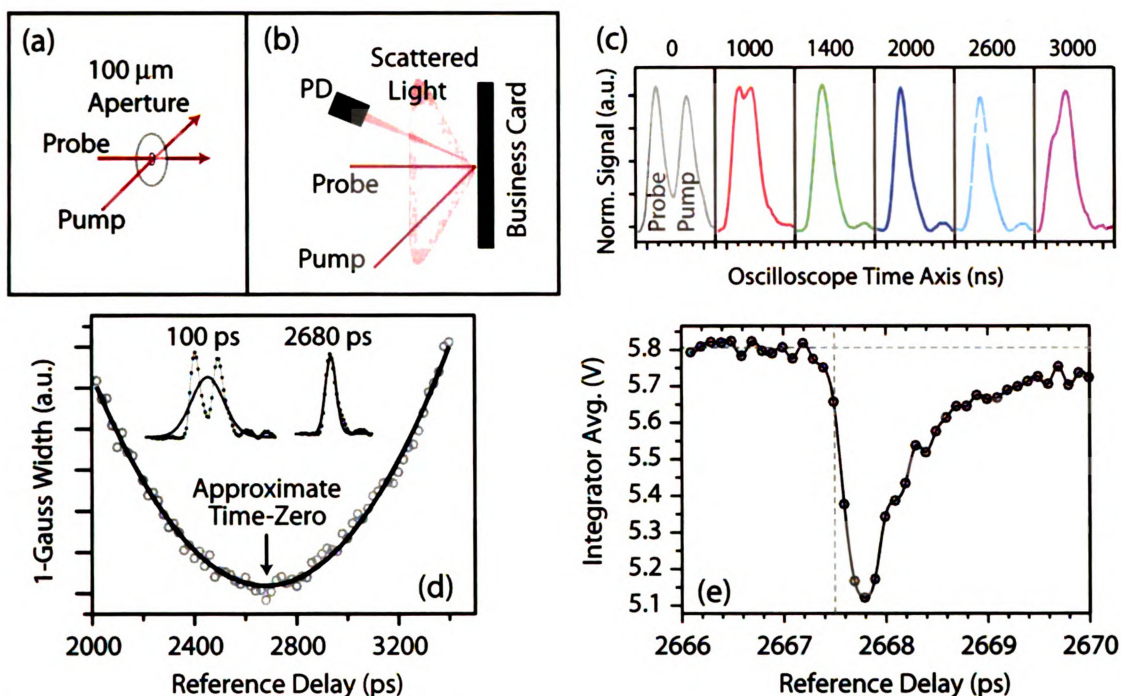 (a)
100 μm
Aperture
Probe
Pump
(b)
Scattered
Light
PD
Probe
Pump
Business Card
(c)
0 1000 1400 2000 2600 3000
Norm. Signal (a.u.)
Probe
Pump
Oscilloscope Time Axis (ns)
100 ps 2680 ps
1-Gauss Width (a.u.)
Approximate
Time-Zero
(d)
2000 2400 2800 3200
Reference Delay (ps)
Integrator Avg. (V)
5.8
5.7
5.6
5.5
5.4
5.3
5.2
5.1
(e)
2666 2667 2668 2669 2670
Reference Delay (ps)